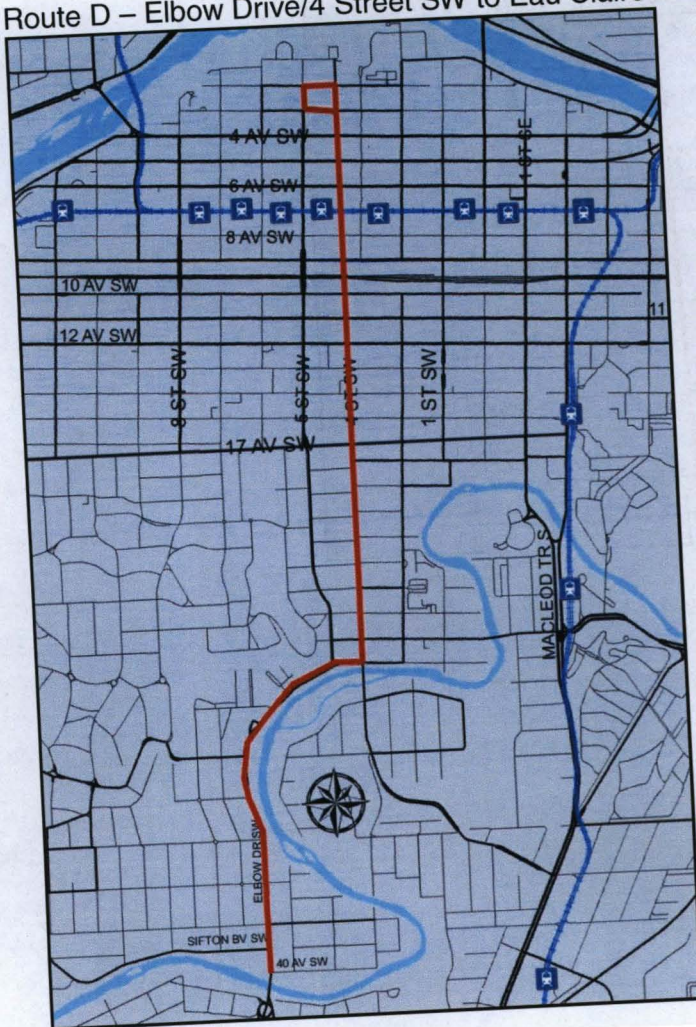 Route D – Elbow Drive/4 Street SW to Eau Claire
4 AV SW
1 ST SE
6 AV SW
8 AV SW
10 AV SW
11
12 AV SW
8 ST SW
5 ST SW
4 ST SW
1 ST SW
17 AV SW
MACLEOD TR S
ELBOW DR SW
SIFTON BV SW
40 AV SW